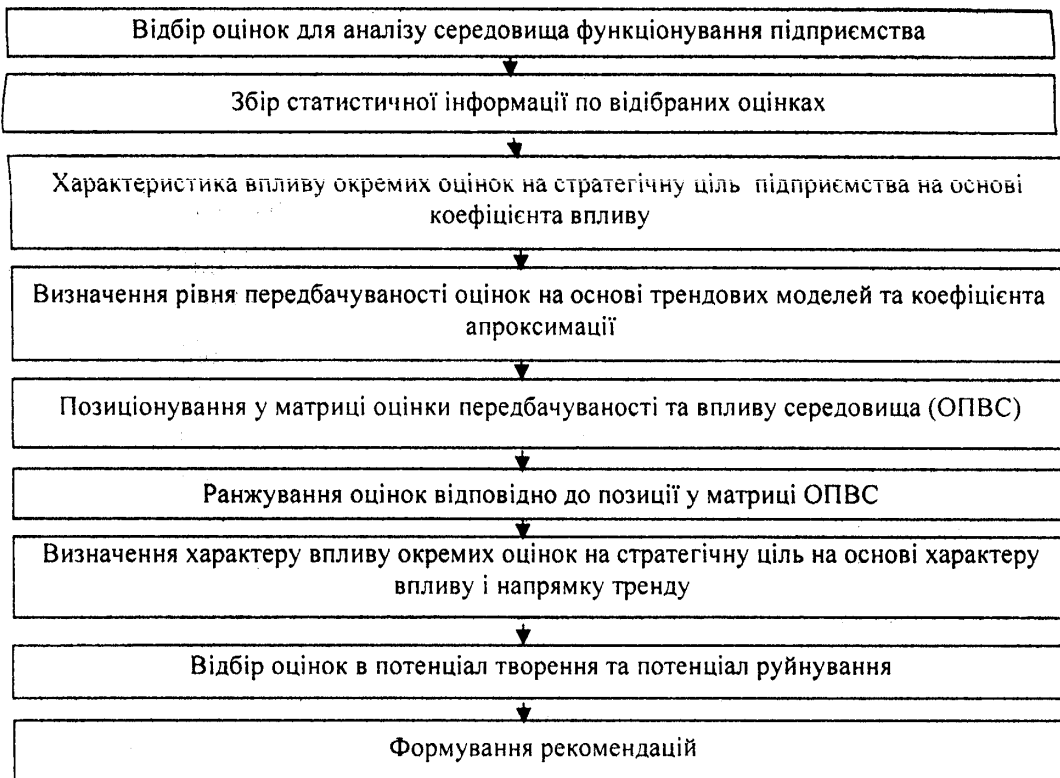 Відбір оцінок для аналізу середовища функціонування підприємства
Збір статистичної інформації по відібраних оцінках
Характеристика впливу окремих оцінок на стратегічну ціль підприємства на основі
коефіцієнта впливу
Визначення рівня передбачуваності оцінок на основі трендових моделей та коефіцієнта
апроксимації
Позиціонування у матриці оцінки передбачуваності та впливу середовища (ОПВС)
Ранжування оцінок відповідно до позиції у матриці ОПВС
Визначення характеру впливу окремих оцінок на стратегічну ціль на основі характеру
впливу і напрямку тренду
Відбір оцінок в потенціал творення та потенціал руйнування
Формування рекомендацій